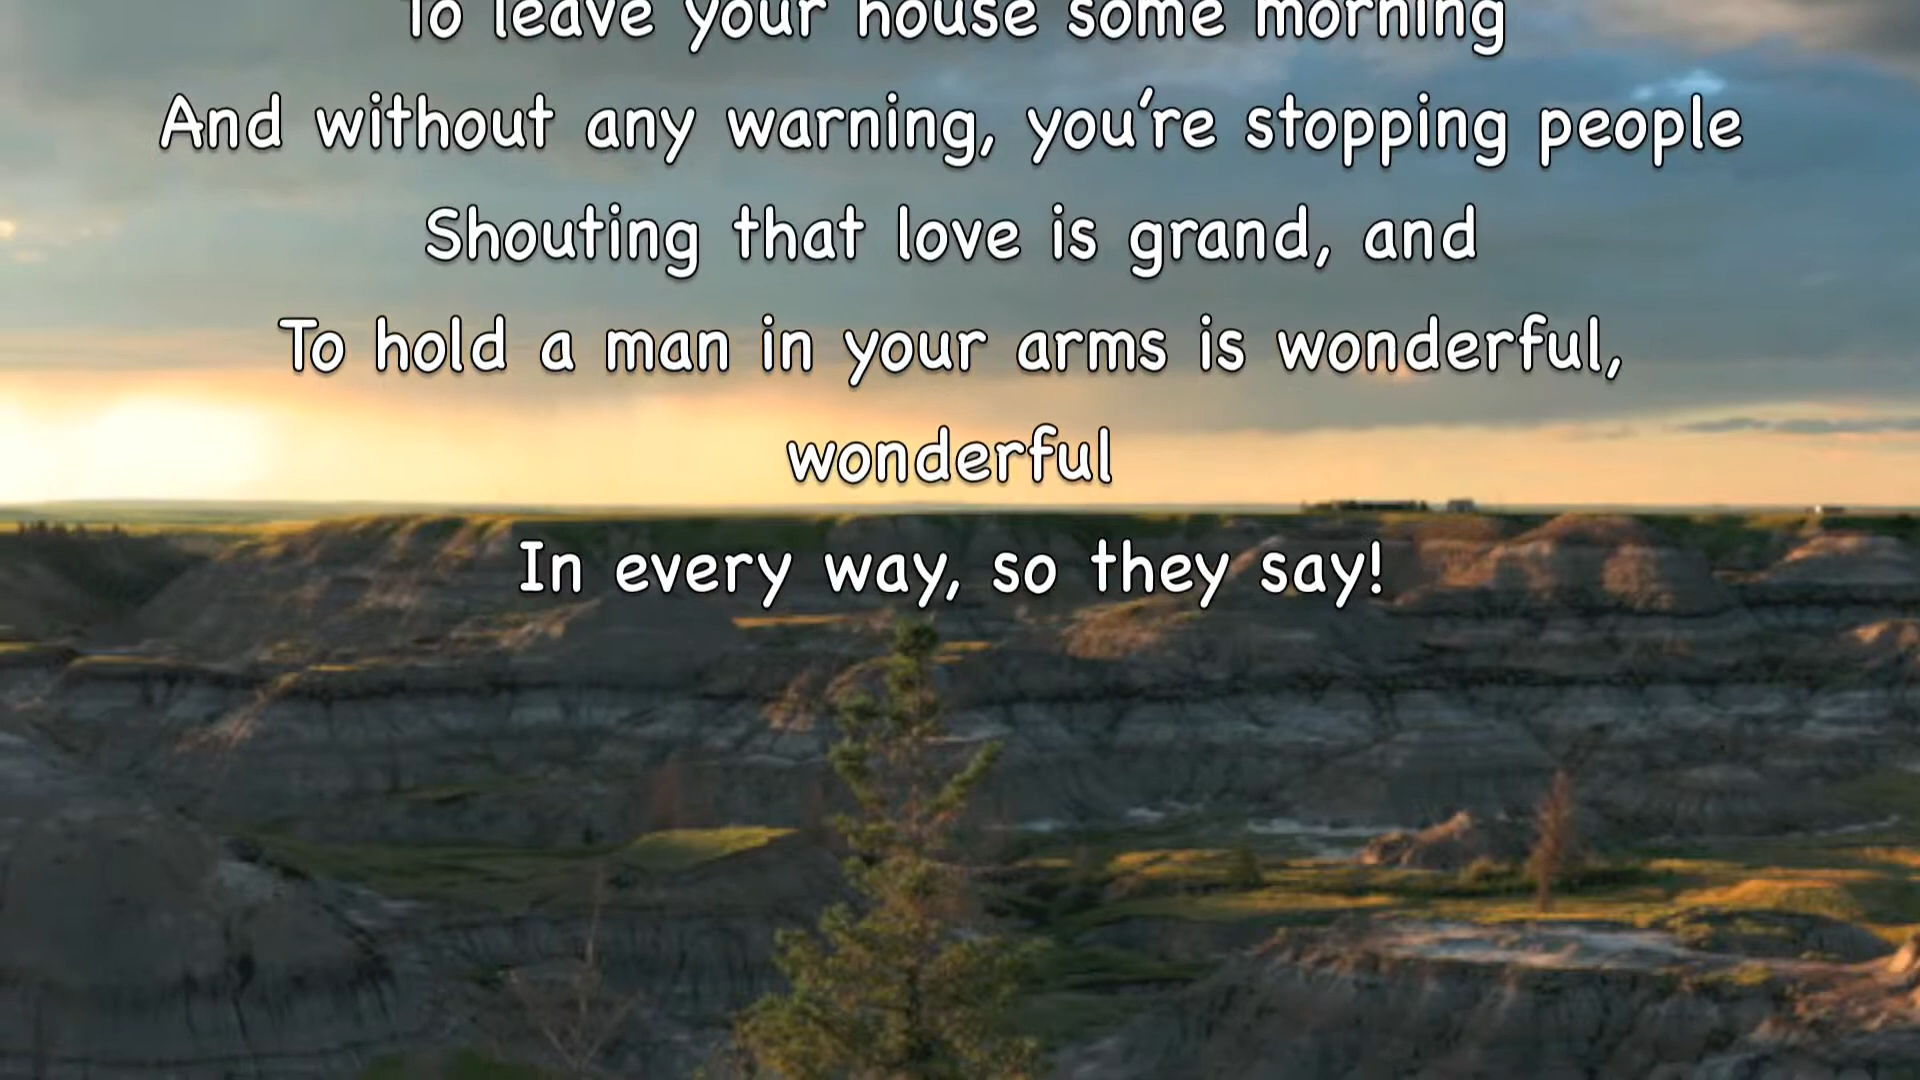 To leave your house some morning
And without any warning, you're stopping people
Shouting that love is grand, and
To hold a man in your arms is wonderful,
wonderful
In every way, so they say!